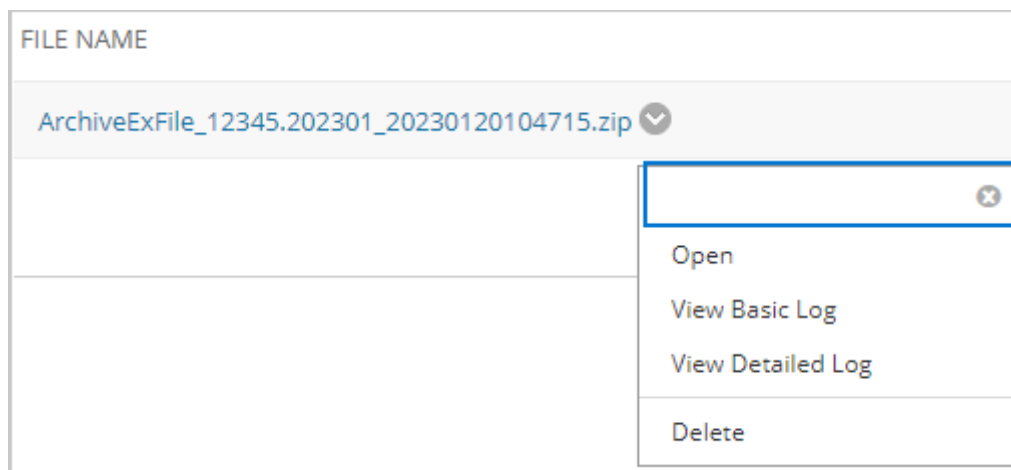 FILE NAME
ArchiveExFile_12345.202301_20230120104715.zip
Open
View Basic Log
View Detailed Log
Delete